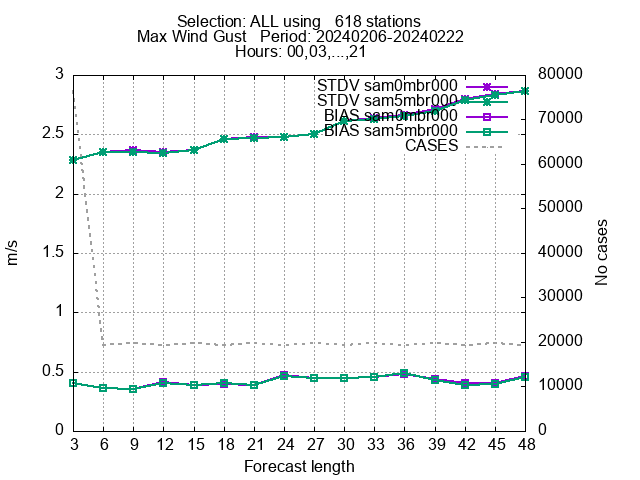 Selection: ALL using   618 stations
Max Wind Gust   Period: 20240206-20240222
Hours: 00,03,...,21
STDV sam0mbr000
STDV sam5mbr000
BIAS sam0mbr000
BIAS sam5mbr000
CASES
3
2.5
2
1.5
1
0.5
0
m/s
80000
70000
60000
50000
40000
30000
20000
10000
0
No cases
3 6 9 12 15 18 21 24 27 30 33 36 39 42 45 48
Forecast length